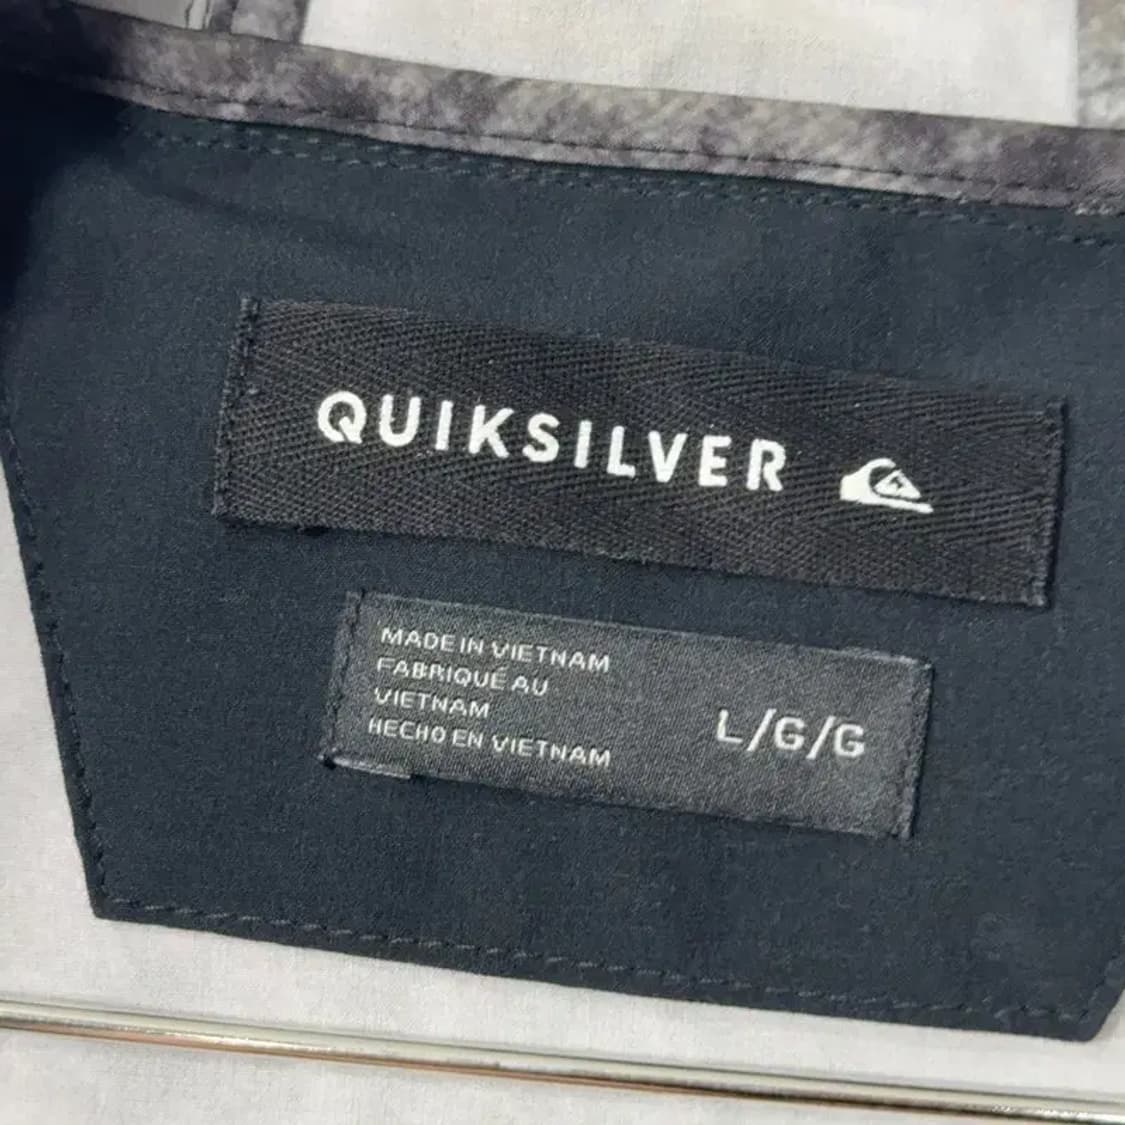 QUIKSILVER
MADE IN VIETNAM
FABRIQUÉ AU
VIETNAM
HECHO EN VIETNAM
L/G/G